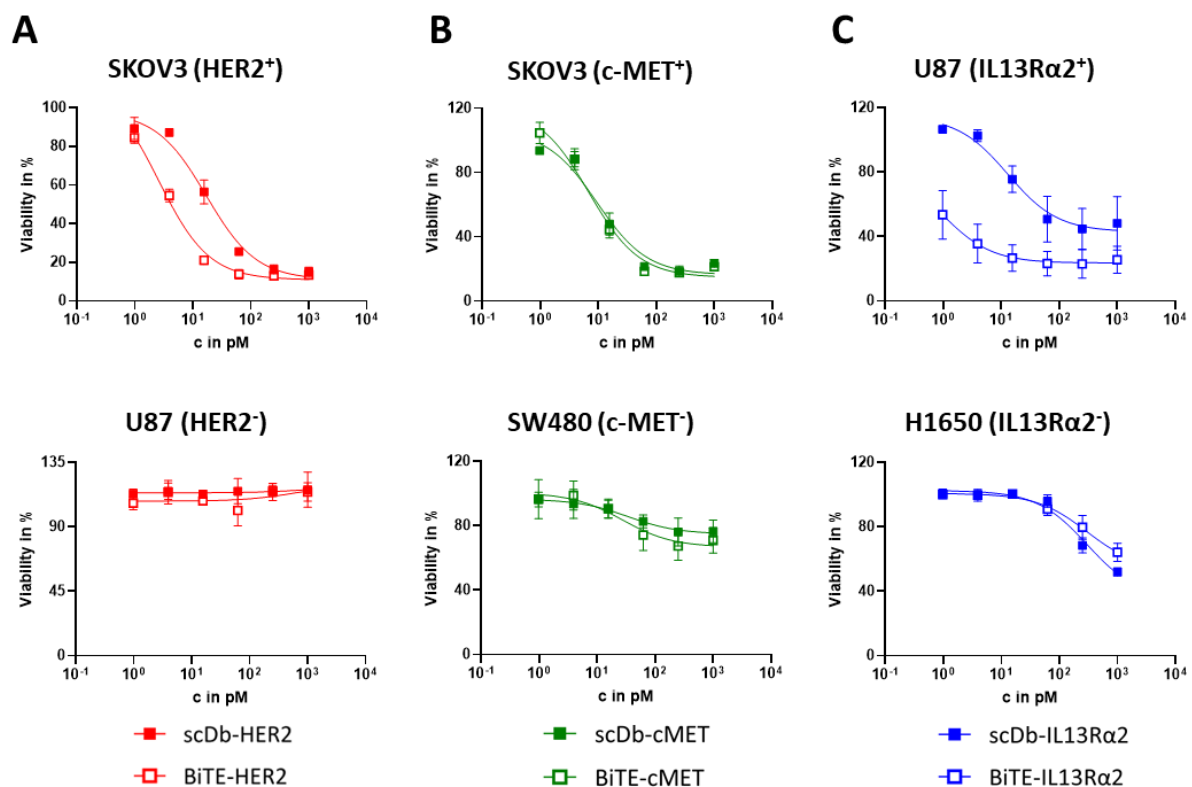 A B C
SKOV3 (HER2⁺) SKOV3 (c-MET⁺) U87 (IL13Rα2⁺)
Viability in %
100
80
60
40
20
0
10⁻¹ 10⁰ 10¹ 10² 10³ 10⁴
c in pM
Viability in %
120
80
40
0
10⁻¹ 10⁰ 10¹ 10² 10³ 10⁴
c in pM
Viability in %
120
80
40
0
10⁻¹ 10⁰ 10¹ 10² 10³ 10⁴
c in pM
U87 (HER2⁻) SW480 (c-MET⁻) H1650 (IL13Rα2⁻)
Viability in %
135
90
45
0
10⁻¹ 10⁰ 10¹ 10² 10³ 10⁴
c in pM
Viability in %
120
80
40
0
10⁻¹ 10⁰ 10¹ 10² 10³ 10⁴
c in pM
Viability in %
120
80
40
0
10⁻¹ 10⁰ 10¹ 10² 10³ 10⁴
c in pM
scDb-HER2 scDb-cMET scDb-IL13Rα2
BiTE-HER2 BiTE-cMET BiTE-IL13Rα2